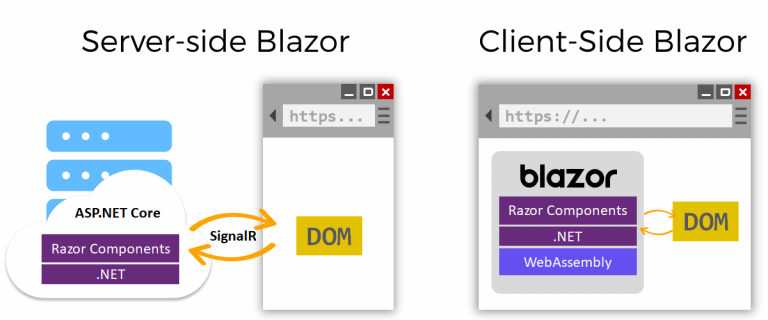 Server-side Blazor
https...
ASP.NET Core
Razor Components
.NET
SignalR
DOM
Client-Side Blazor
https://...
blazor
Razor Components
.NET
WebAssembly
DOM